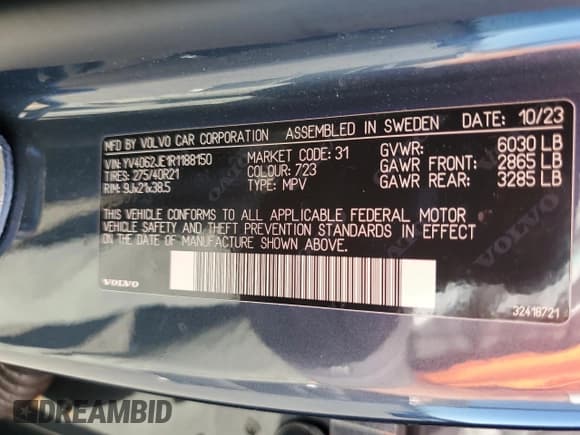 MFD BY VOLVO CAR CORPORATION ASSEMBLED IN SWEDEN DATE: 10/23
VIN: YV4062JE1R1188150 MARKET CODE: 31 GVWR: 6030 LB
TIRES: 275/40R21 COLOUR: 723 GAWR FRONT: 2865 LB
RIM: 9Jx21x38.5 TYPE: MPV GAWR REAR: 3285 LB
THIS VEHICLE CONFORMS TO ALL APPLICABLE FEDERAL MOTOR
VEHICLE SAFETY AND THEFT PREVENTION STANDARDS IN EFFECT
ON THE DATE OF MANUFACTURE SHOWN ABOVE.
VOLVO
VOLVO
32418721
DREAMBID